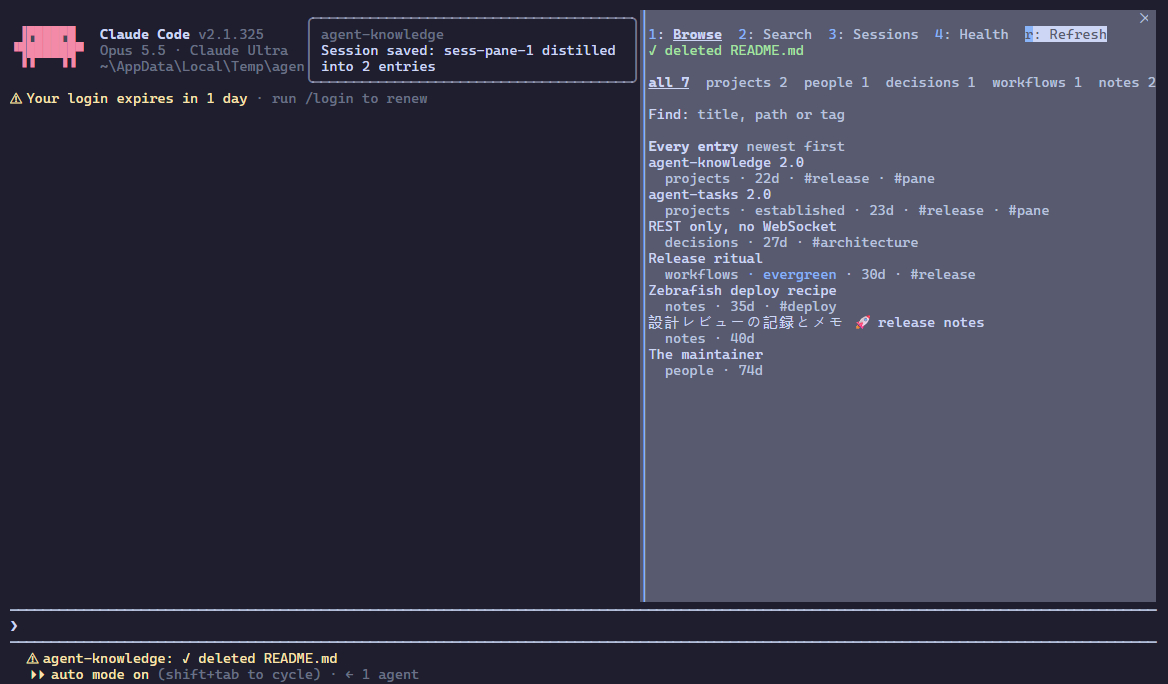 Claude Code v2.1.325
Opus 5.5 · Claude Ultra
~\AppData\Local\Temp\agen
agent-knowledge
Session saved: sess-pane-1 distilled
into 2 entries
⚠ Your login expires in 1 day · run /login to renew
×
1: Browse 2: Search 3: Sessions 4: Health r: Refresh
✓ deleted README.md
all 7 projects 2 people 1 decisions 1 workflows 1 notes 2
Find: title, path or tag
Every entry newest first
agent-knowledge 2.0
projects · 22d · #release · #pane
agent-tasks 2.0
projects · established · 23d · #release · #pane
REST only, no WebSocket
decisions · 27d · #architecture
Release ritual
workflows · evergreen · 30d · #release
Zebrafish deploy recipe
notes · 35d · #deploy
設計レビューの記録とメモ 🚀 release notes
notes · 40d
The maintainer
people · 74d
❯
⚠ agent-knowledge: ✓ deleted README.md
⏵⏵ auto mode on (shift+tab to cycle) · ← 1 agent